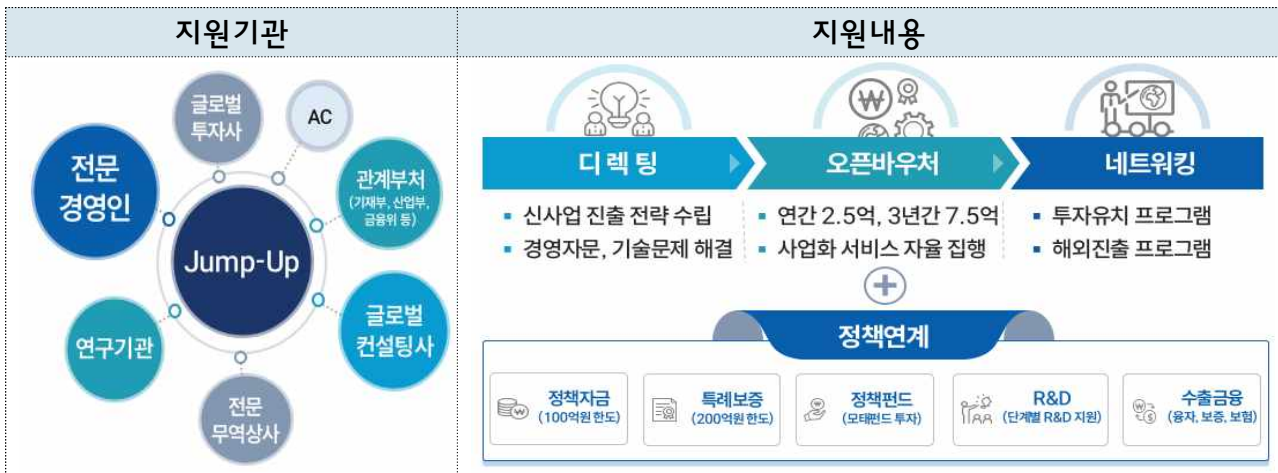 지원기관
지원내용
글로벌
투자사
AC
전문
경영인
관계부처
(기재부, 산업부,
금융위 등)
Jump-Up
연구기관
글로벌
컨설팅사
전문
무역상사
디렉팅
오픈바우처
네트워킹
▪ 신사업 진출 전략 수립
▪ 경영자문, 기술문제 해결
▪ 연간 2.5억, 3년간 7.5억
▪ 사업화 서비스 자율 집행
▪ 투자유치 프로그램
▪ 해외진출 프로그램
정책연계
정책자금
(100억원 한도)
특례보증
(200억원 한도)
정책펀드
(모태펀드 투자)
R&D
(단계별 R&D 지원)
수출금융
(융자, 보증, 보험)